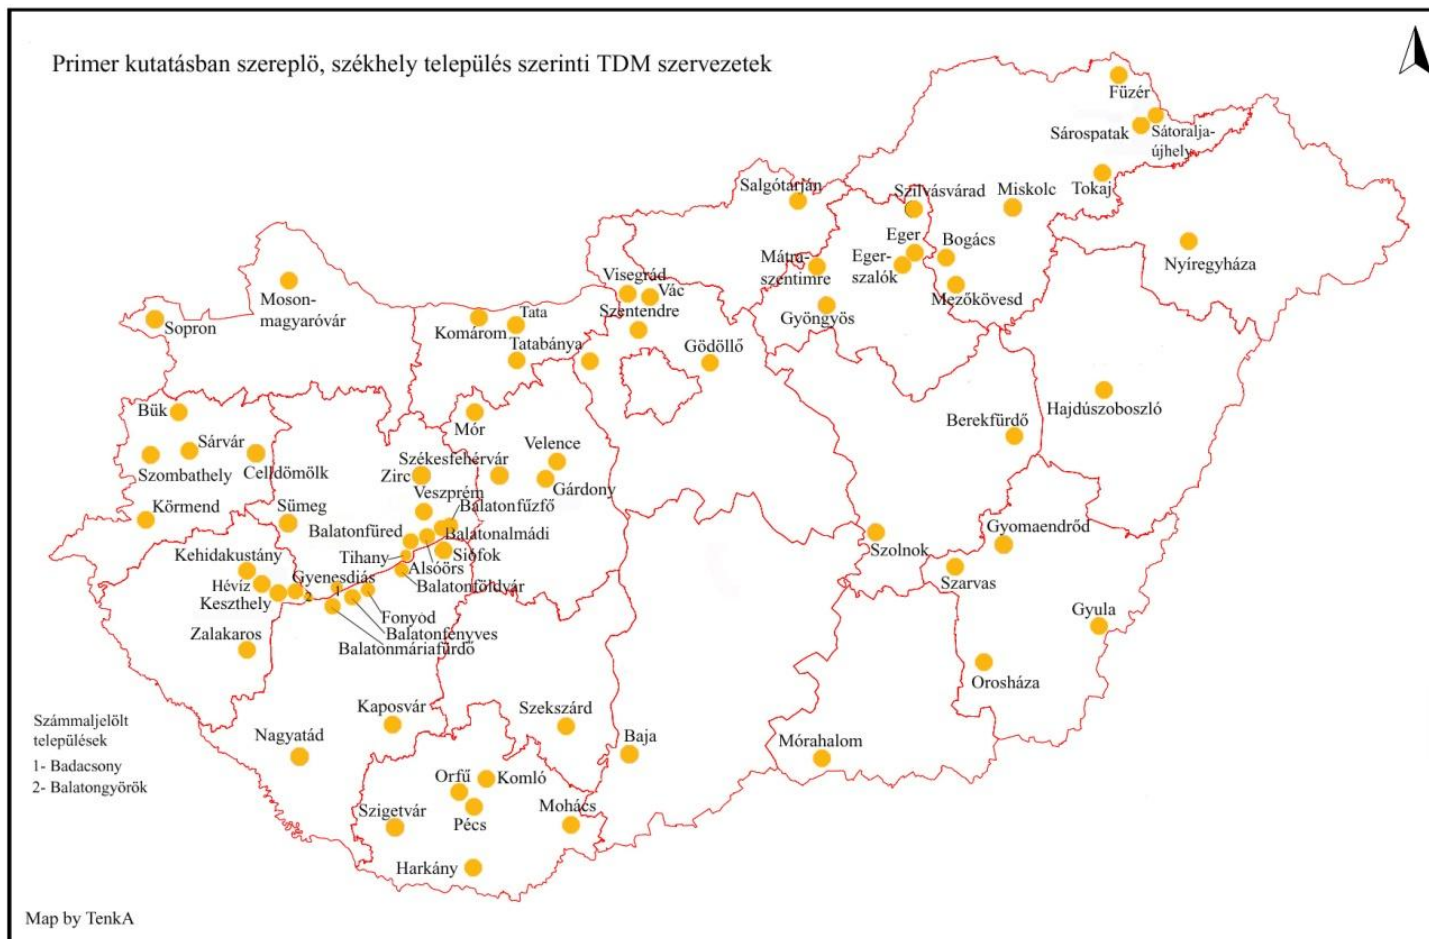 Primer kutatásban szereplö, székhely település szerinti TDM szervezetek
Füzér
Sárospatak
Sátoralja-
újhely
Tokaj
Salgótarján
Szilvásvárad
Miskolc
Eger
Bogács
Eger-
szalók
Mátra-
szentimre
Nyíregyháza
Mezőkövesd
Gyöngyös
Visegrád
Vác
Szentendre
Moson-
magyaróvár
Sopron
Komárom
Tata
Tatabánya
Gödöllő
Hajdúszoboszló
Bük
Mór
Berekfürdő
Sárvár
Szombathely
Celldömölk
Székesfehérvár
Velence
Zirc
Gárdony
Veszprém
Balatonfűzfő
Körmend
Sümeg
Balatonfüred
Balatonalmádi
Gyomaendrőd
Szolnok
Kehidakustány
Tihany
Siófok
Alsóörs
Szarvas
Hévíz
Gyenesdiás
Balatonföldvár
Keszthely
2
1
Fonyód
Gyula
Zalakaros
Balatonfenyves
Balatonmáriafürdő
Orosháza
Kaposvár
Szekszárd
Számmaljelölt
települések
1- Badacsony
2- Balatongyörök
Nagyatád
Baja
Mórahalom
Orfű
Komló
Szigetvár
Pécs
Mohács
Harkány
Map by TenkA